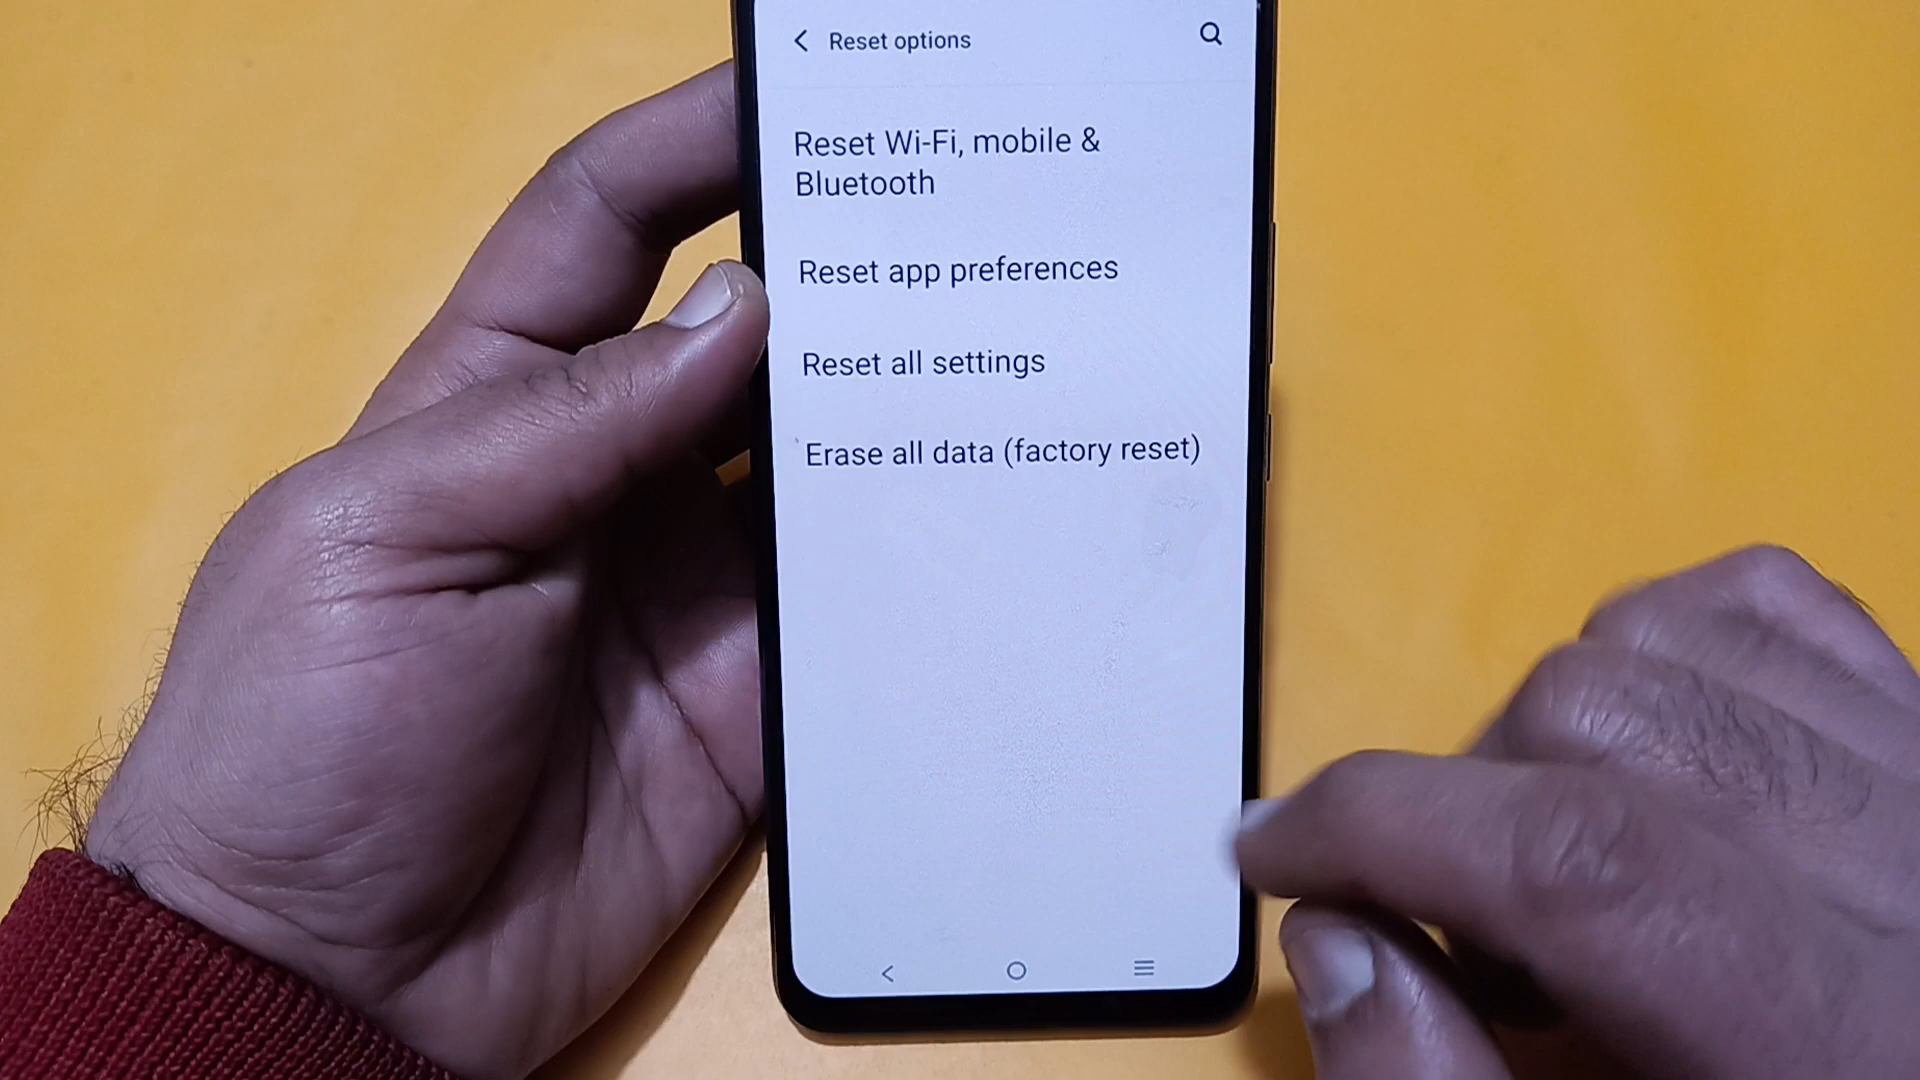 Reset options
Reset Wi-Fi, mobile &
Bluetooth
Reset app preferences
Reset all settings
Erase all data (factory reset)